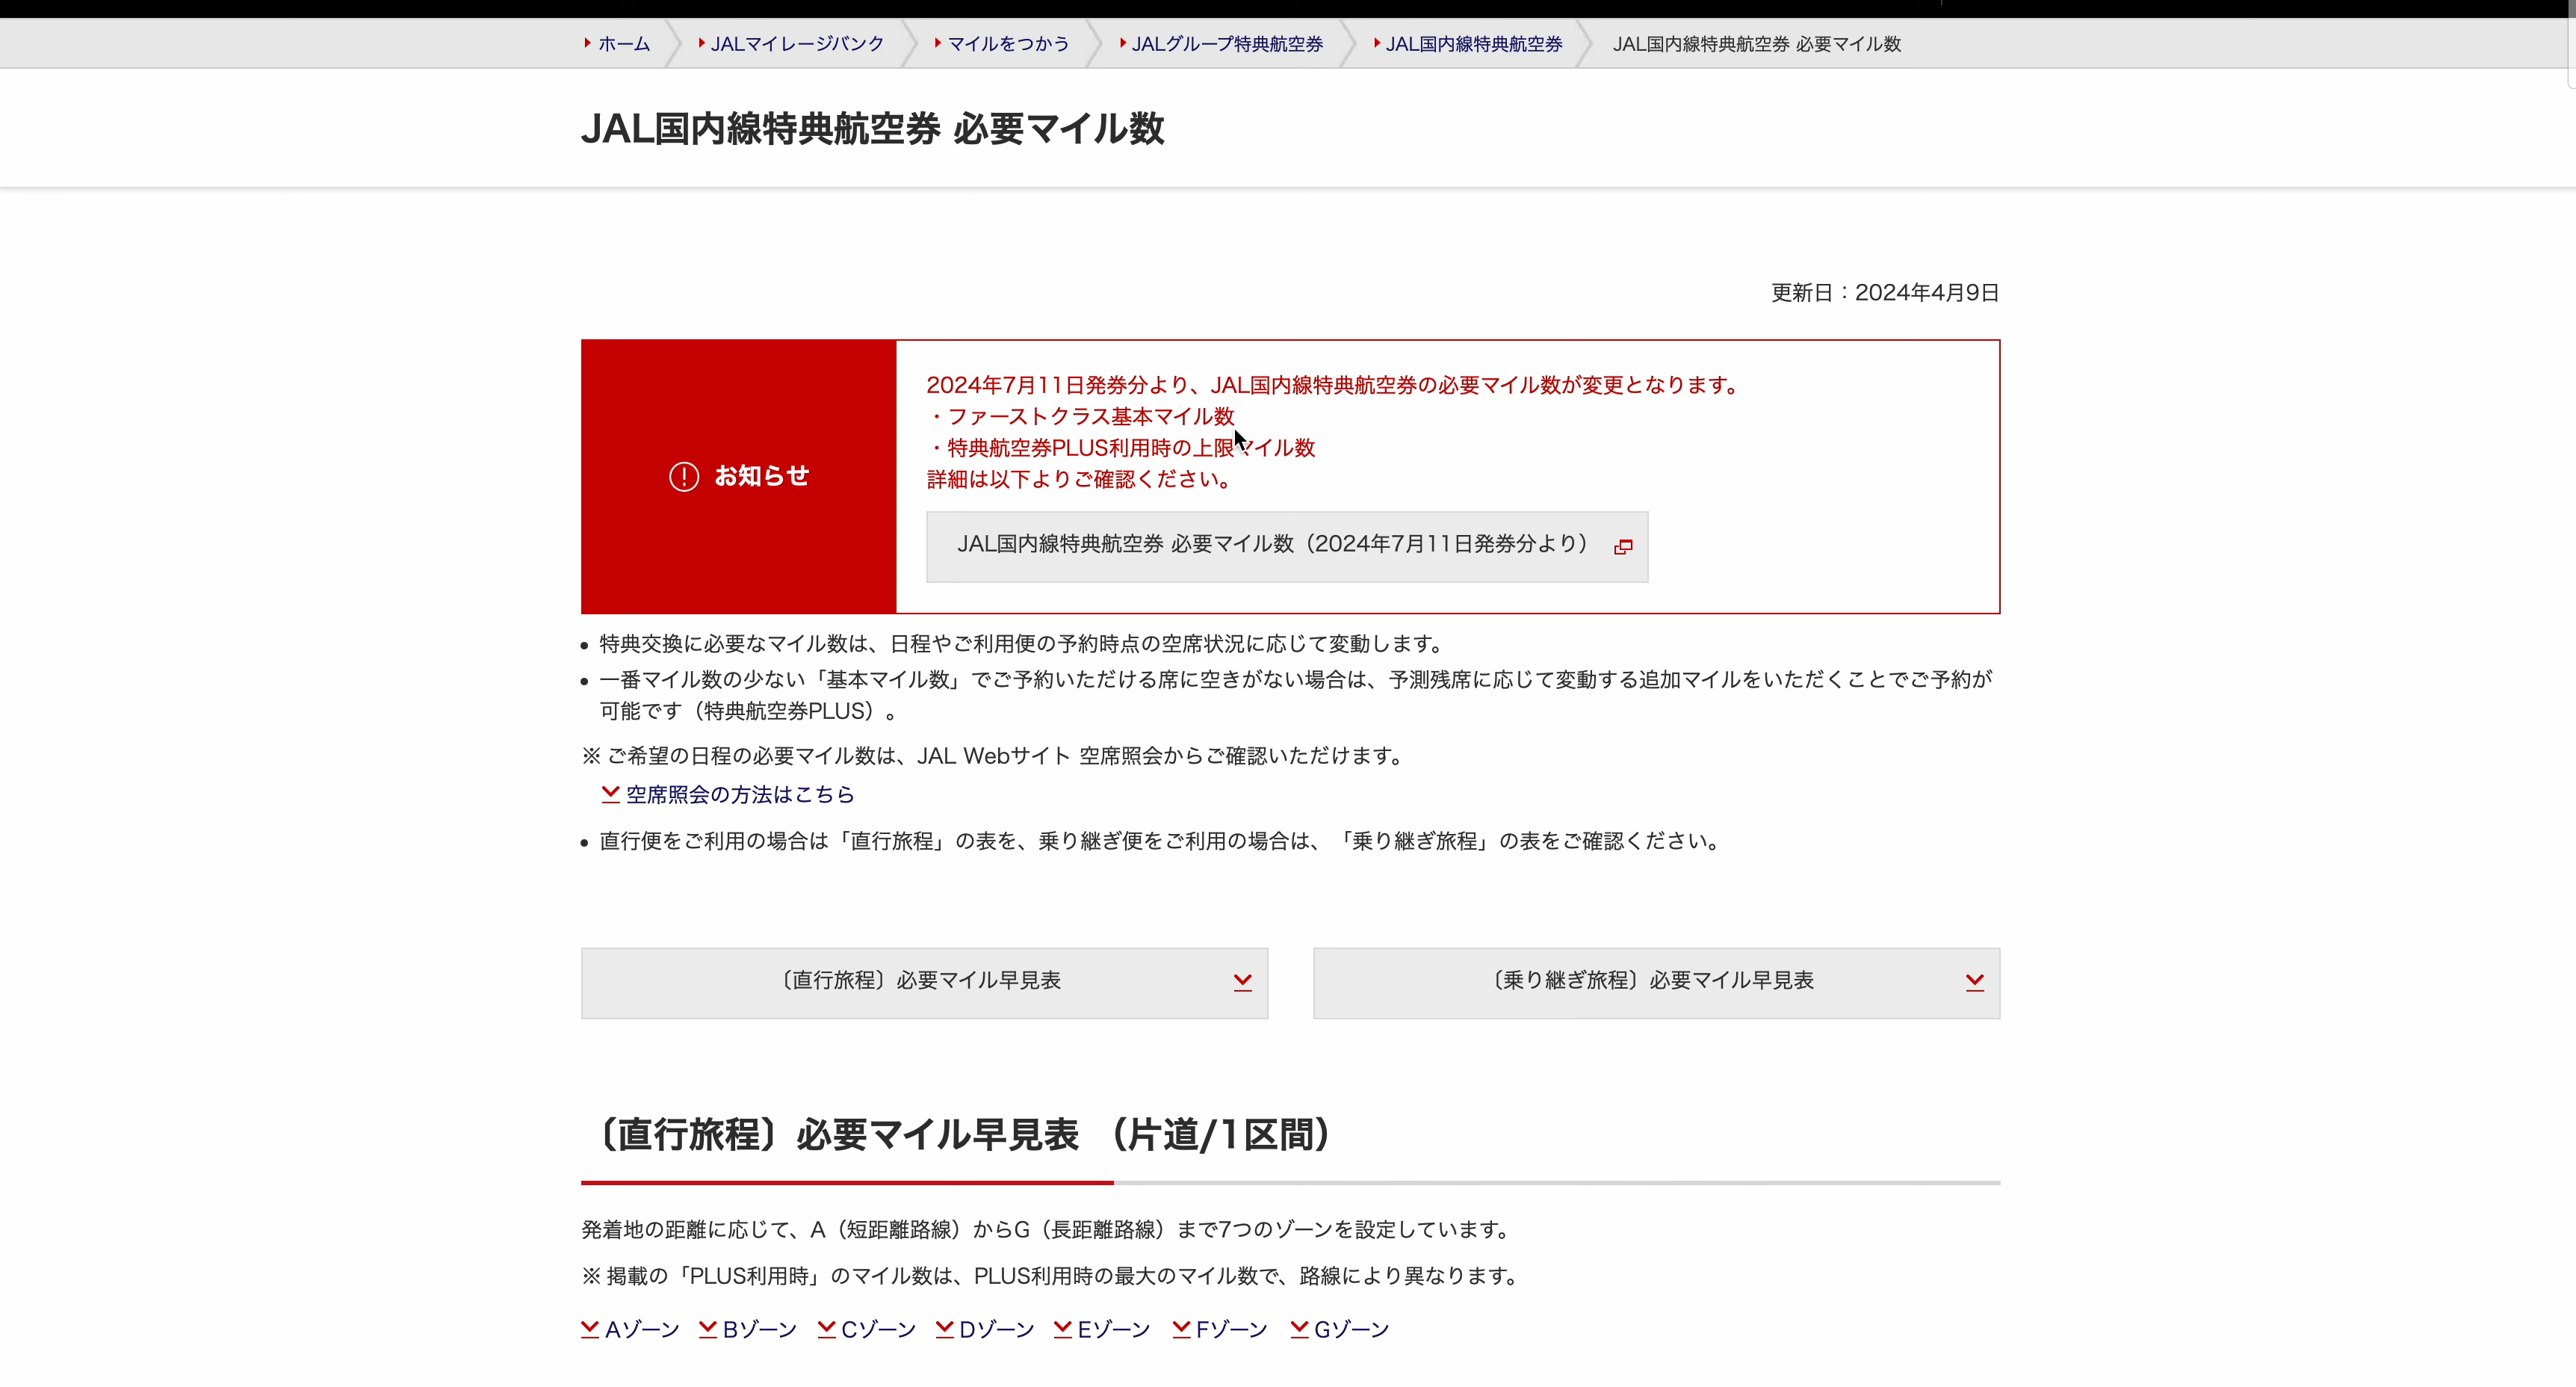 ホーム JALマイレージバンク マイルをつかう JALグループ特典航空券 JAL国内線特典航空券 JAL国内線特典航空券 必要マイル数
JAL国内線特典航空券 必要マイル数
更新日：2024年4月9日
お知らせ
2024年7月11日発券分より、JAL国内線特典航空券の必要マイル数が変更となります。
・ファーストクラス基本マイル数
・特典航空券PLUS利用時の上限マイル数
詳細は以下よりご確認ください。
JAL国内線特典航空券 必要マイル数（2024年7月11日発券分より）
• 特典交換に必要なマイル数は、日程やご利用便の予約時点の空席状況に応じて変動します。
• 一番マイル数の少ない「基本マイル数」でご予約いただける席に空きがない場合は、予測残席に応じて変動する追加マイルをいただくことでご予約が
可能です（特典航空券PLUS）。
※ ご希望の日程の必要マイル数は、JAL Webサイト 空席照会からご確認いただけます。
空席照会の方法はこちら
• 直行便をご利用の場合は「直行旅程」の表を、乗り継ぎ便をご利用の場合は、「乗り継ぎ旅程」の表をご確認ください。
〔直行旅程〕必要マイル早見表 〔乗り継ぎ旅程〕必要マイル早見表
〔直行旅程〕必要マイル早見表 （片道/1区間）
発着地の距離に応じて、A（短距離路線）からG（長距離路線）まで7つのゾーンを設定しています。
※ 掲載の「PLUS利用時」のマイル数は、PLUS利用時の最大のマイル数で、路線により異なります。
Aゾーン Bゾーン Cゾーン Dゾーン Eゾーン Fゾーン Gゾーン